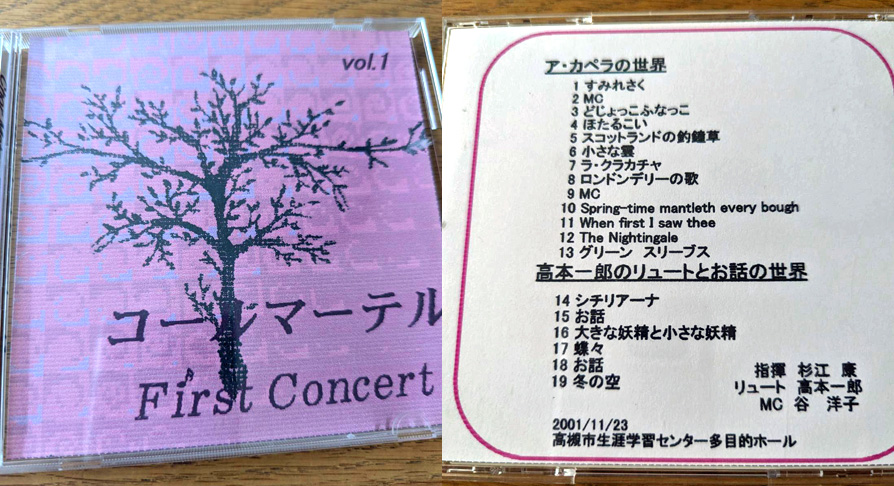 vol.1
コールマーテル
First Concert
ア・カペラの世界
1 すみれさく
2 MC
3 どじょっこふなっこ
4 ほたるこい
5 スコットランドの釣鐘草
6 小さな雲
7 ラ・クラカチャ
8 ロンドンデリーの歌
9 MC
10 Spring-time mantleth every bough
11 When first I saw thee
12 The Nightingale
13 グリーン スリーブス
高本一郎のリュートとお話の世界
14 シチリアーナ
15 お話
16 大きな妖精と小さな妖精
17 蝶々
18 お話
19 冬の空
指揮 杉江 廉
リュート 高本一郎
MC 谷 洋子
2001/11/23
高槻市生涯学習センター多目的ホール